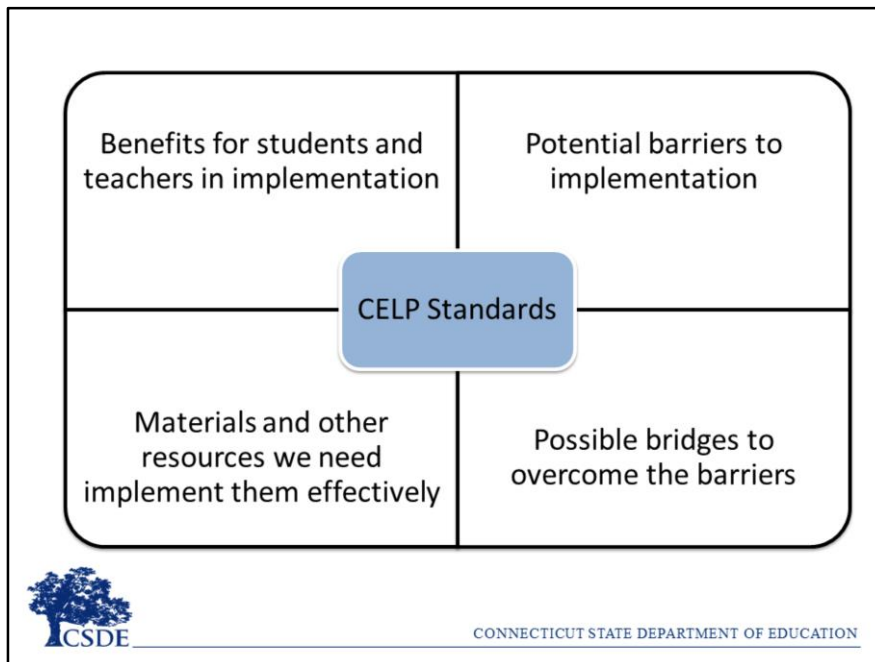 Benefits for students and
teachers in implementation
Potential barriers to
implementation
CELP Standards
Materials and other
resources we need
implement them effectively
Possible bridges to
overcome the barriers
CSDE
CONNECTICUT STATE DEPARTMENT OF EDUCATION